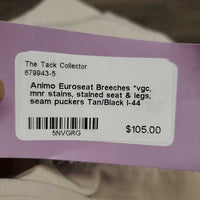 The Tack Collector
679943-5
Animo Euroseat Breeches *vgc,
mnr stains, stained seat & legs,
seam puckers Tan/Black I-44
$105.00
5NVGRG